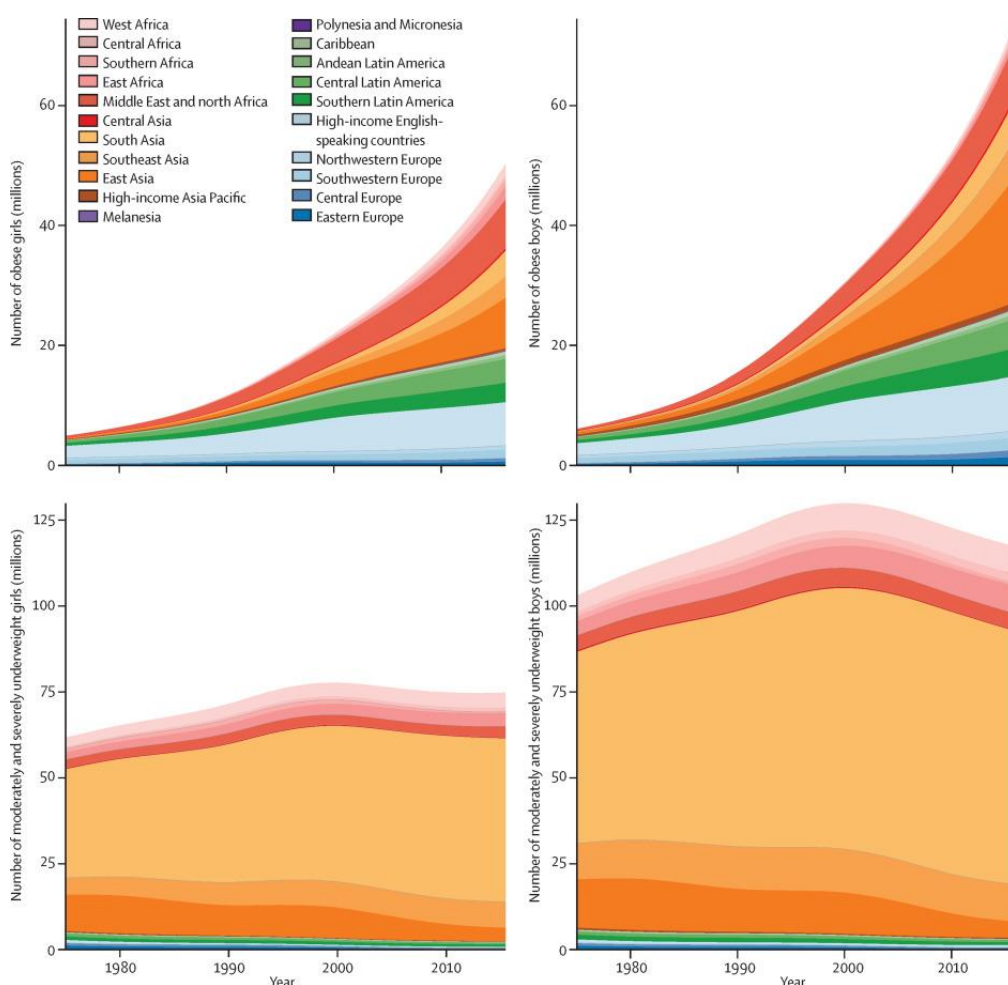 West Africa
Central Africa
Southern Africa
East Africa
Middle East and north Africa
Central Asia
South Asia
Southeast Asia
East Asia
High-income Asia Pacific
Melanesia
Polynesia and Micronesia
Caribbean
Andean Latin America
Central Latin America
Southern Latin America
High-income English-
speaking countries
Northwestern Europe
Southwestern Europe
Central Europe
Eastern Europe
Number of obese girls (millions)
60
40
20
0
Number of obese boys (millions)
60
40
20
0
Number of moderately and severely underweight girls (millions)
125
100
75
50
25
0
1980
1990
2000
2010
Year
Number of moderately and severely underweight boys (millions)
125
100
75
50
25
0
1980
1990
2000
2010
Year